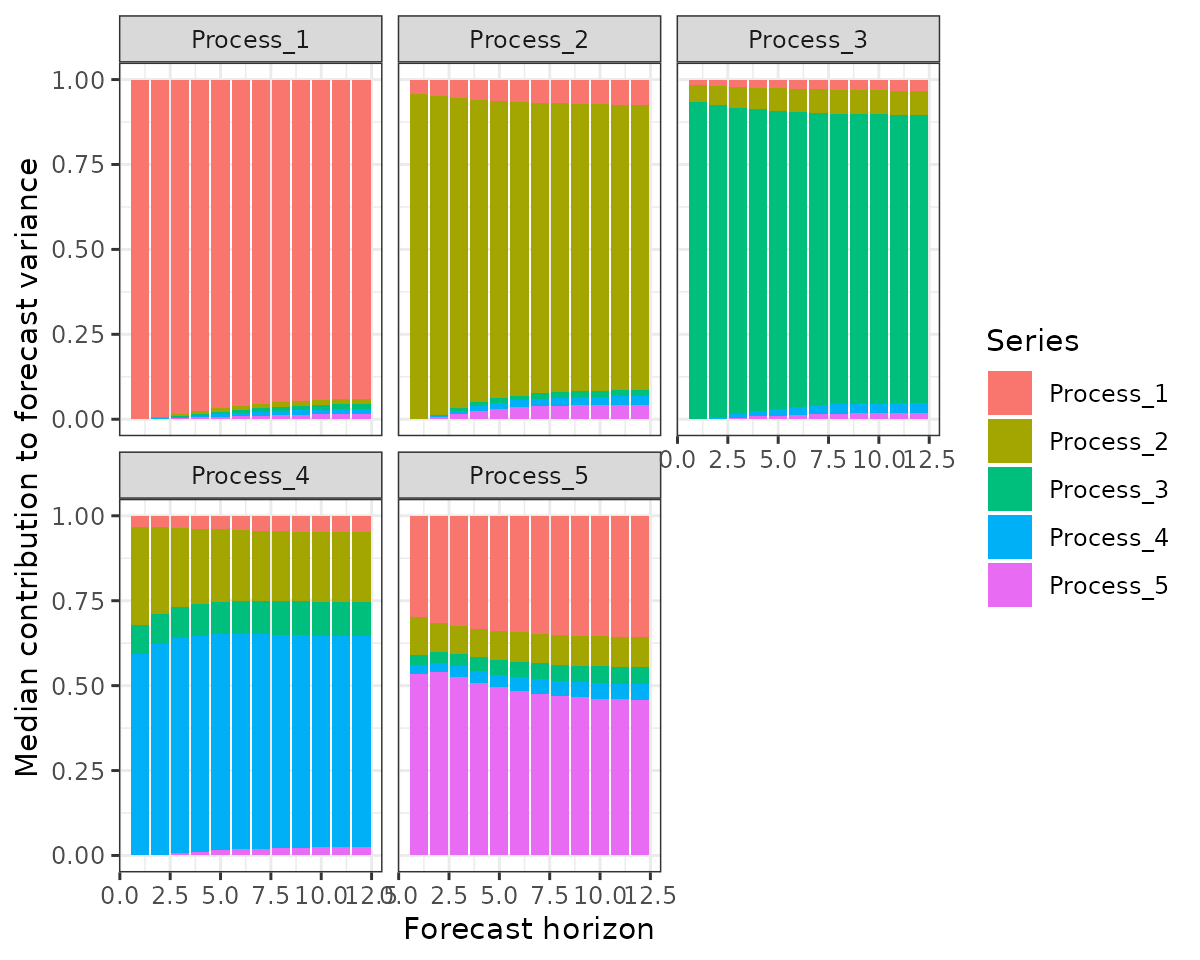 Process_1
Process_2
Process_3
1.00
0.75
0.50
0.25
0.00
0.0 2.5 5.0 7.5 10.0 12.5
Process_4
Process_5
1.00
0.75
0.50
0.25
0.00
0.0 2.5 5.0 7.5 10.0 12.5
0.0 2.5 5.0 7.5 10.0 12.5
Forecast horizon
Median contribution to forecast variance
Series
Process_1
Process_2
Process_3
Process_4
Process_5